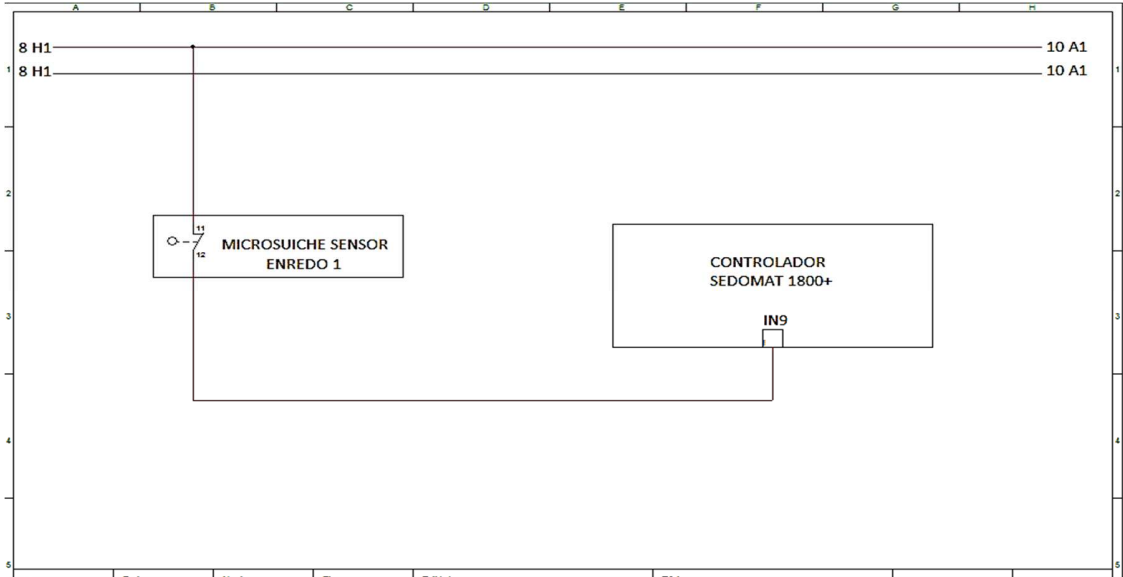 A B C D E F G H
8 H1 10 A1
1 8 H1 10 A1 1
2 2
11
MICROSUICHE SENSOR
12
ENREDO 1
CONTROLADOR
SEDOMAT 1800+
3 IN9 3
4 4
5 5